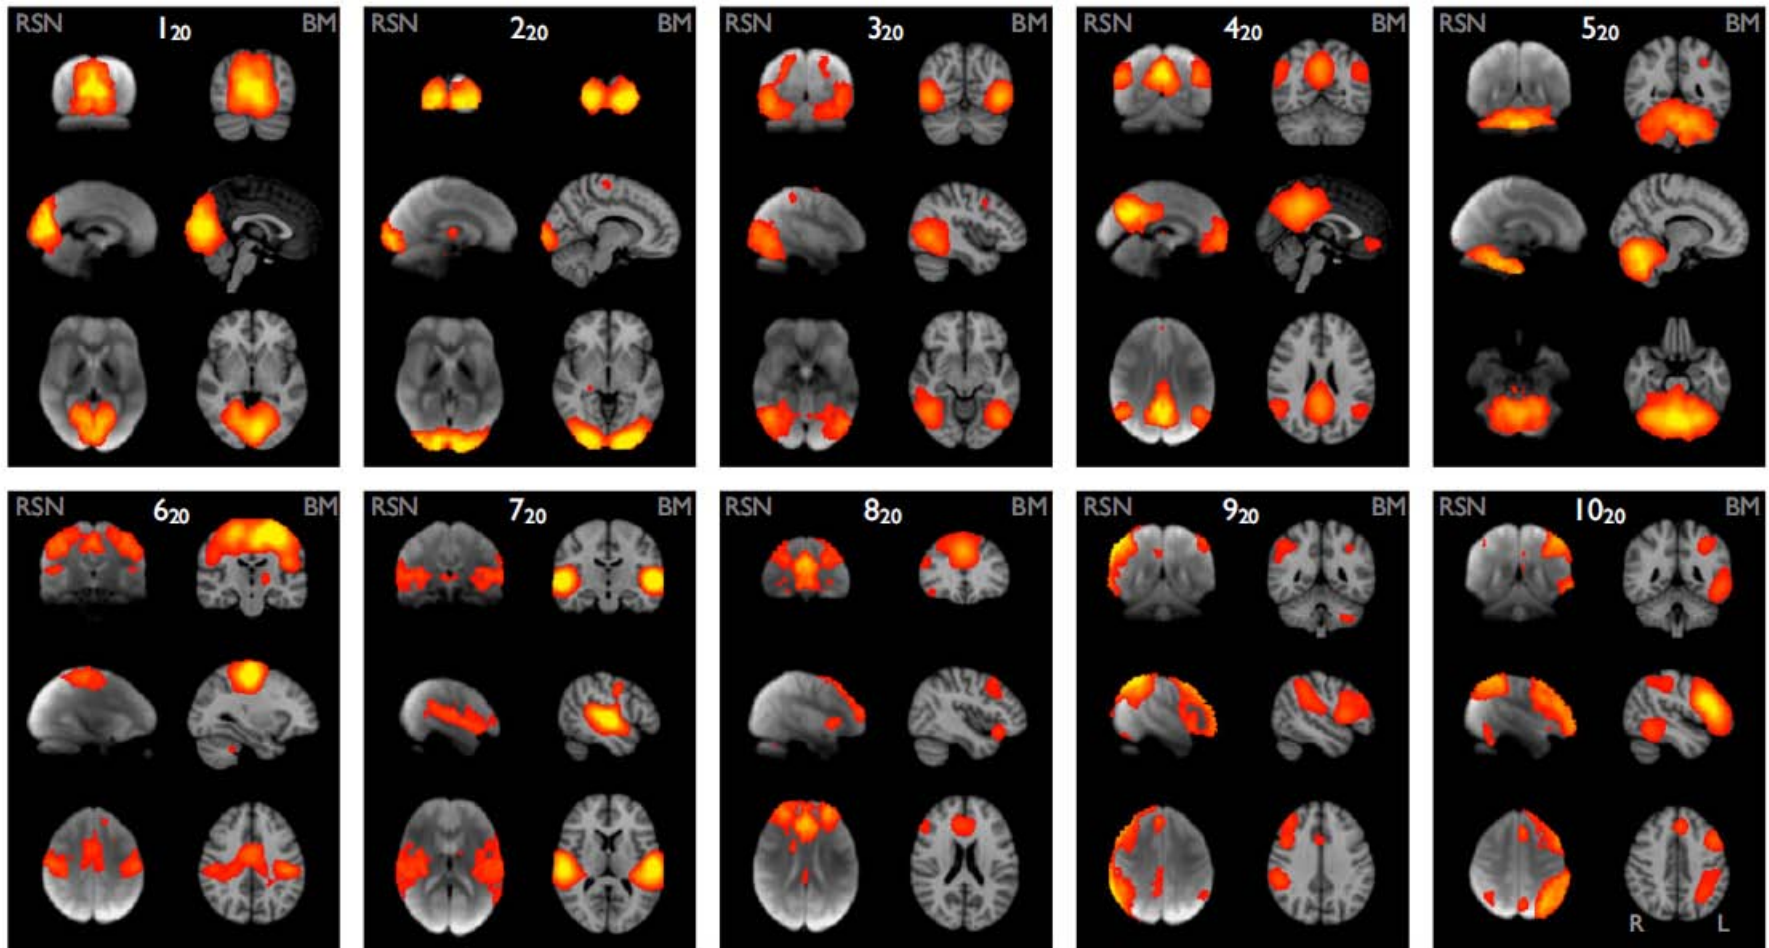 RSN 1₂₀ BM
RSN 2₂₀ BM
RSN 3₂₀ BM
RSN 4₂₀ BM
RSN 5₂₀ BM
RSN 6₂₀ BM
RSN 7₂₀ BM
RSN 8₂₀ BM
RSN 9₂₀ BM
RSN 10₂₀ BM
R L